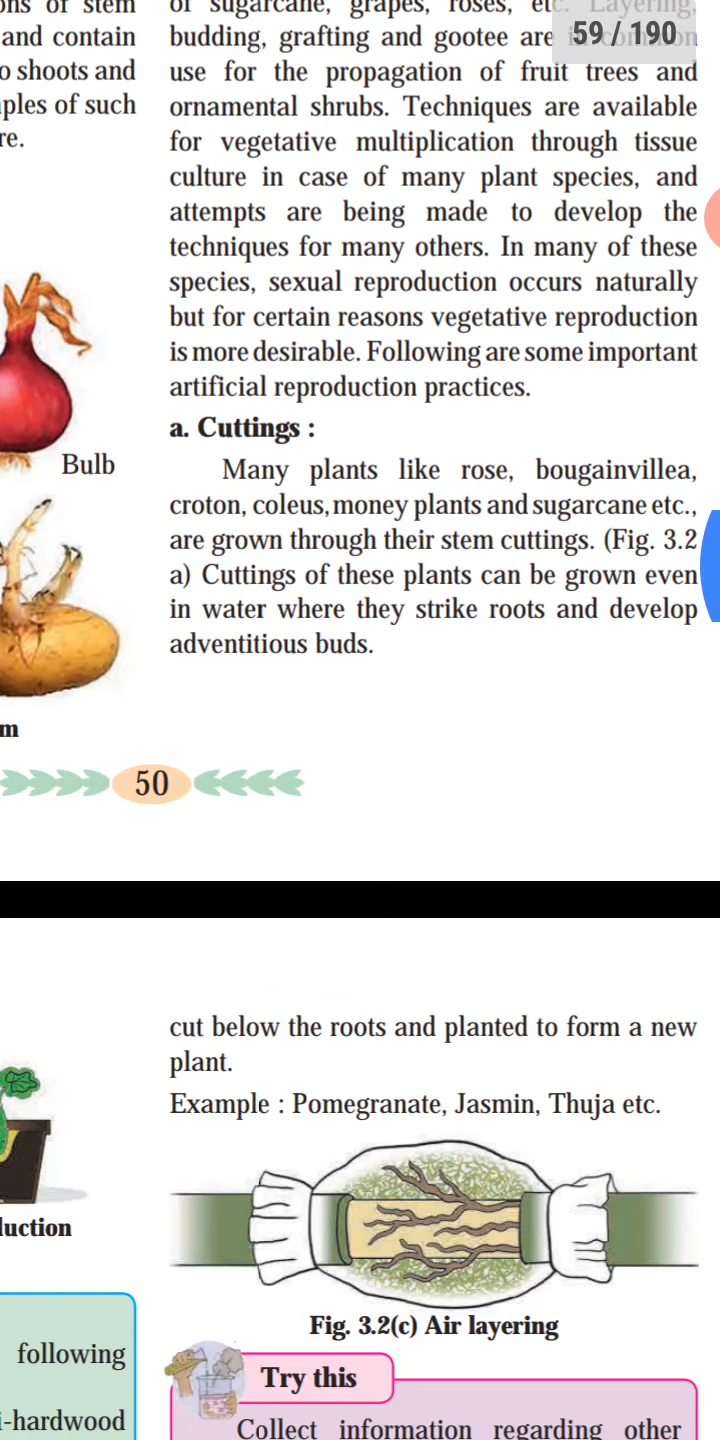 ons of stem
and contain
o shoots and
ples of such
re.
Bulb
m
of sugarcane, grapes, roses, etc. Layering,
budding, grafting and gootee are in common
59 / 190
use for the propagation of fruit trees and
ornamental shrubs. Techniques are available
for vegetative multiplication through tissue
culture in case of many plant species, and
attempts are being made to develop the
techniques for many others. In many of these
species, sexual reproduction occurs naturally
but for certain reasons vegetative reproduction
is more desirable. Following are some important
artificial reproduction practices.
a. Cuttings :
Many plants like rose, bougainvillea,
croton, coleus,money plants and sugarcane etc.,
are grown through their stem cuttings. (Fig. 3.2
a) Cuttings of these plants can be grown even
in water where they strike roots and develop
adventitious buds.
50
luction
following
i-hardwood
cut below the roots and planted to form a new
plant.
Example : Pomegranate, Jasmin, Thuja etc.
Fig. 3.2(c) Air layering
Try this
Collect information regarding other